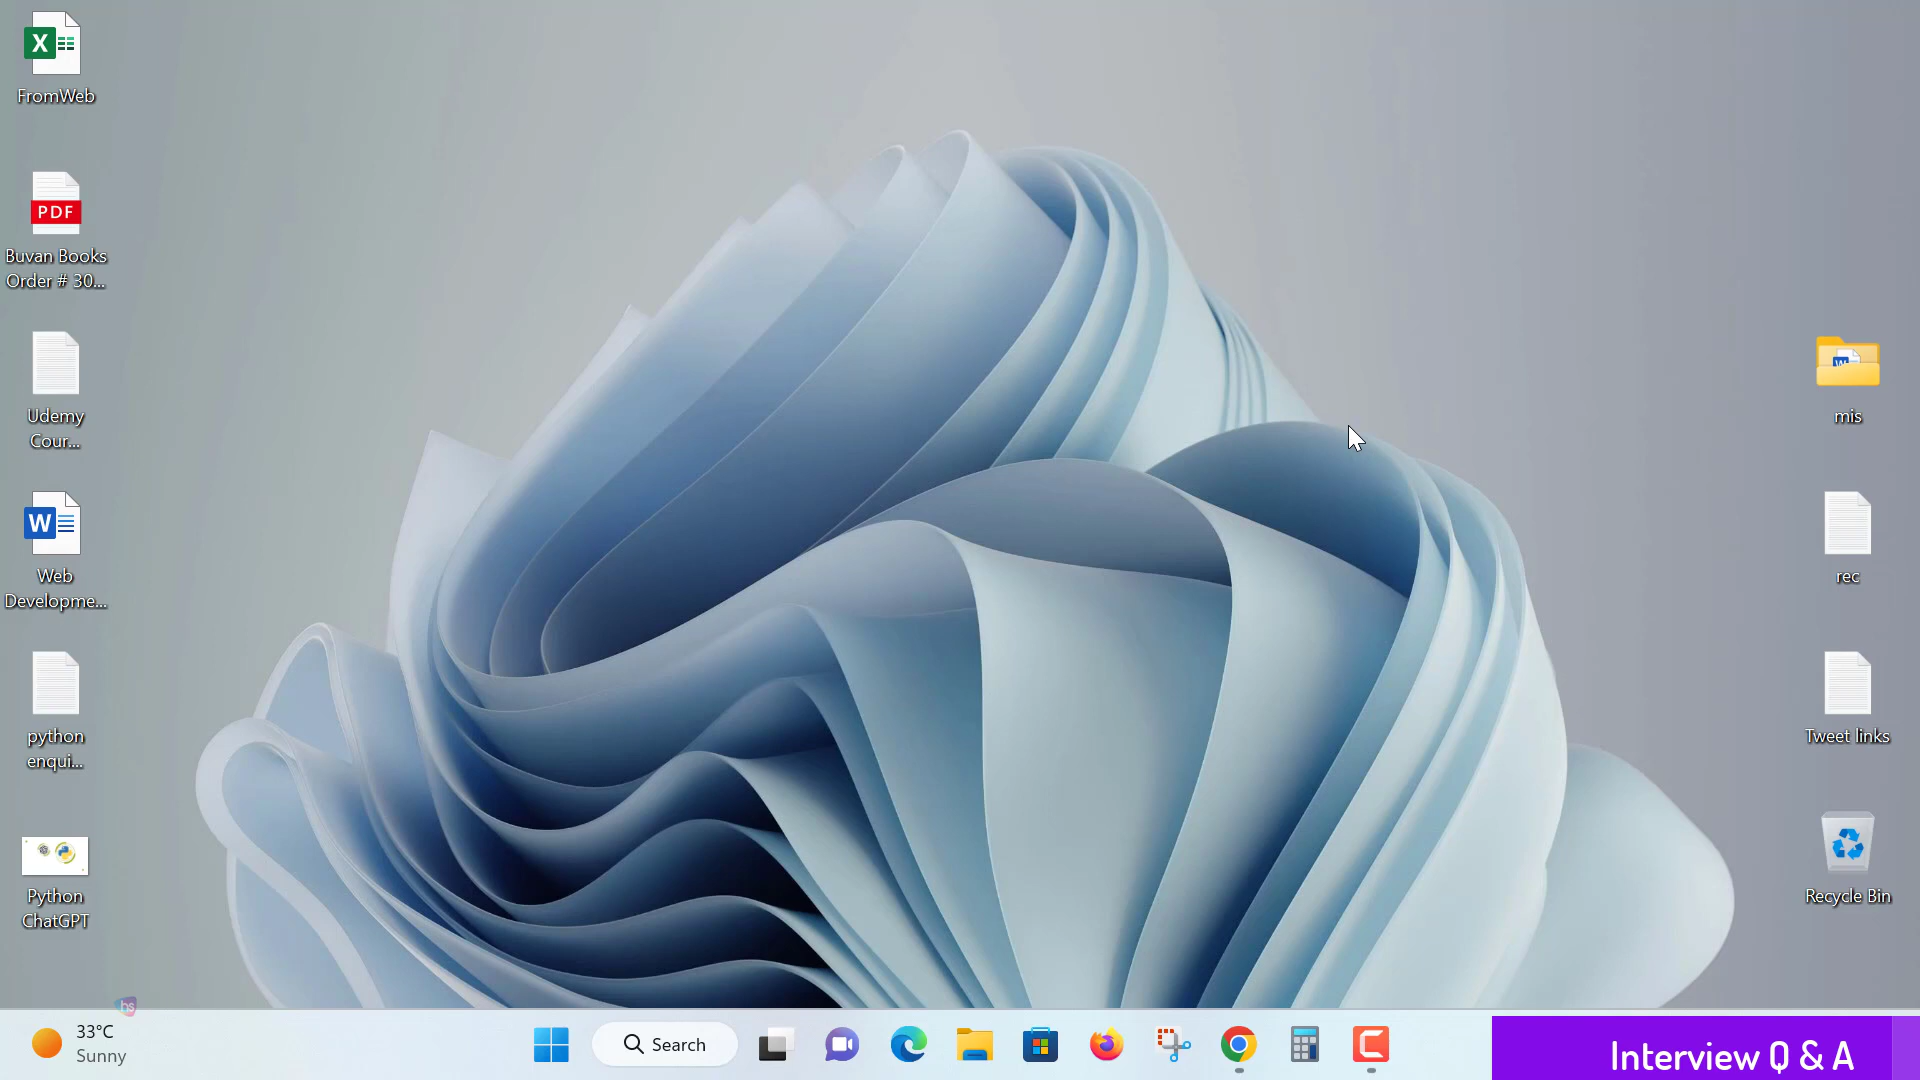 FromWeb
PDF
Buvan Books
Order # 30...
Udemy
Cour...
Web
Developme...
python
enqui...
Python
ChatGPT
mis
rec
Tweet links
Recycle Bin
33°C
Sunny
Search
Interview Q & A